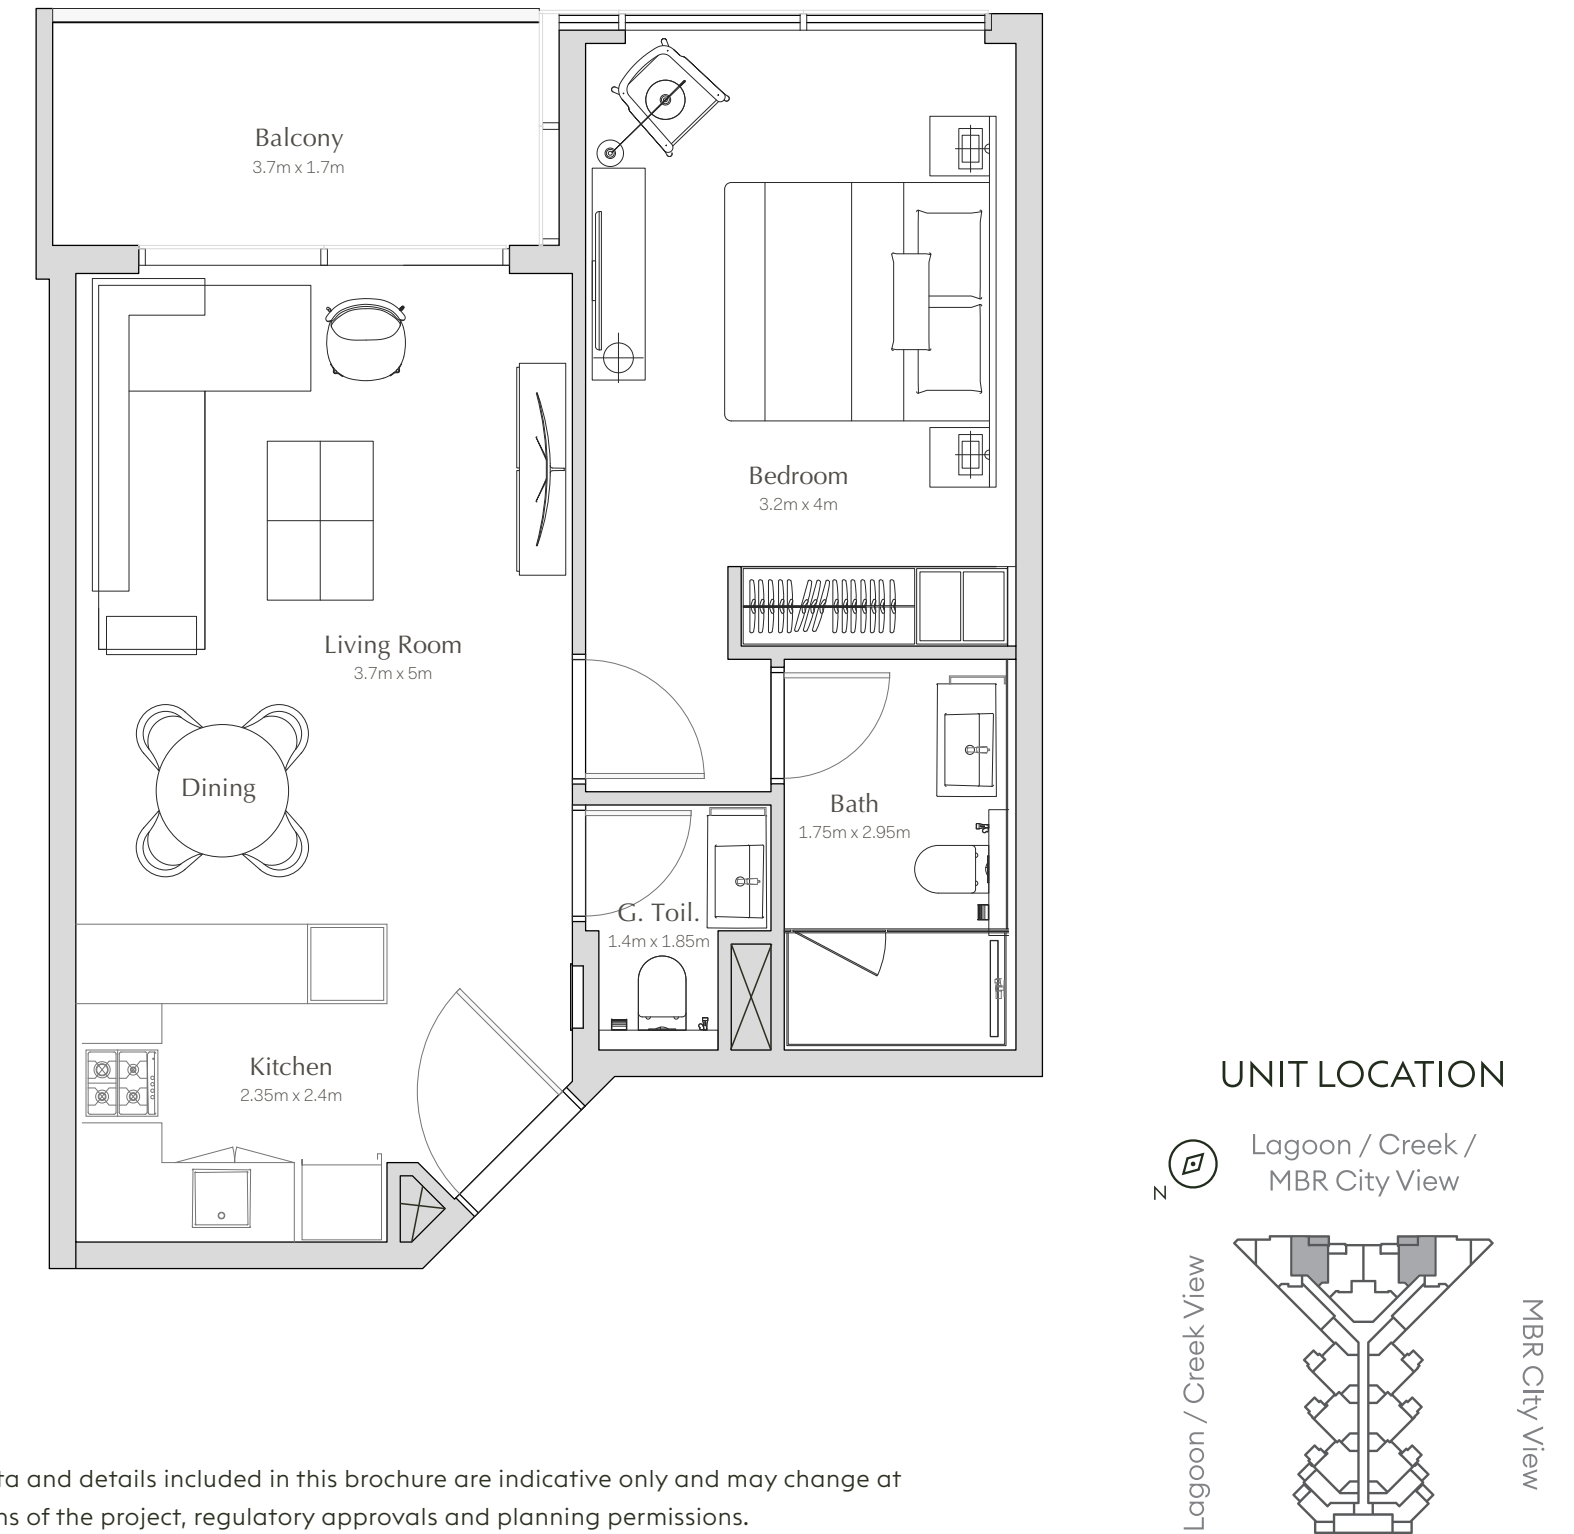 Balcony
3.7m x 1.7m
Bedroom
3.2m x 4m
Living Room
3.7m x 5m
Dining
Bath
1.75m x 2.95m
G. Toil.
1.4m x 1.85m
Kitchen
2.35m x 2.4m
UNIT LOCATION
N
Lagoon / Creek /
MBR City View
Lagoon / Creek View
MBR CIty View
and details included in this brochure are indicative only and may change at
of the project, regulatory approvals and planning permissions.